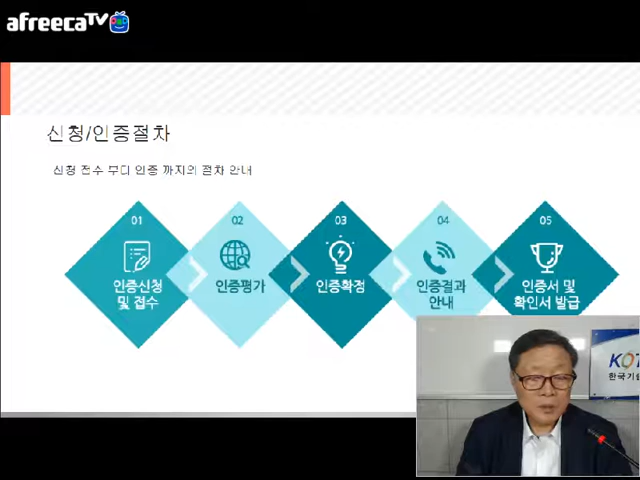 afreecaTV
신청/인증절차
신청 접수 부터 인증 까지의 절차 안내
01
인증신청
및 접수
02
인증평가
03
인증확정
04
인증결과
안내
05
인증서 및
확인서 발급
한국기술